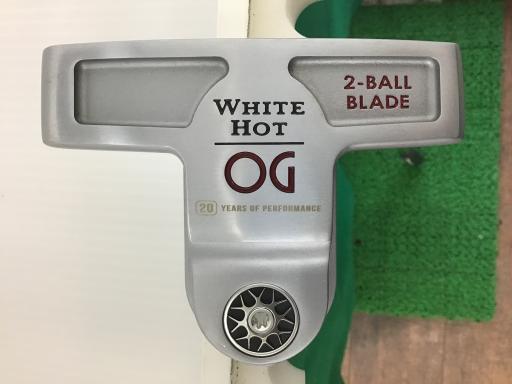 2-BALL
BLADE
WHITE
HOT
OG
20 YEARS OF PERFORMANCE